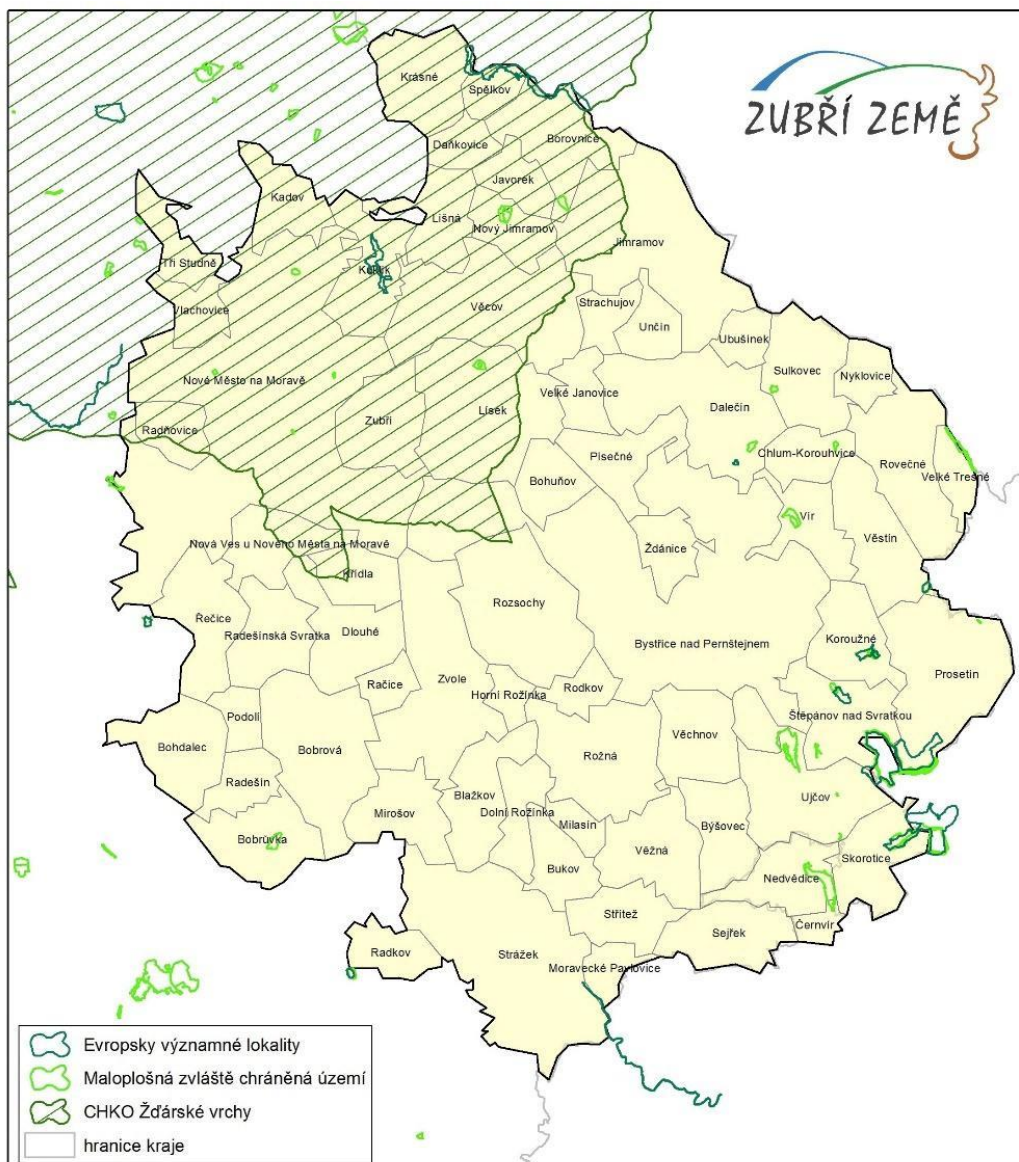 ZUBŘÍ ZEMĚ
Krásné
Spělkov
Daňkovice
Borovnice
Javorek
Kadov
Líšná
Nový Jimramov
Jimramov
Tři Studně
Kuklík
Vlachovice
Věcov
Strachujov
Unčín
Ubušínek
Sulkovec
Nyklovice
Nové Město na Moravě
Velké Janovice
Dalečín
Zubří
Lísek
Radňovice
Písečné
Chlum-Korouhvice
Bohuňov
Rovečné
Velké Tresné
Vír
Nová Ves u Nového Města na Moravě
Ždánice
Věstín
Křídla
Rozsochy
Řečice
Radešínská Svratka
Dlouhé
Bystřice nad Pernštejnem
Koroužné
Prosetín
Zvole
Račice
Horní Rožínka
Rodkov
Podolí
Štěpánov nad Svratkou
Bohdalec
Bobrová
Věchnov
Rožná
Radešín
Blažkov
Ujčov
Mirošov
Dolní Rožínka
Milasín
Býšovec
Bobrůvka
Věžná
Skorotice
Bukov
Nedvědice
Střítež
Černvír
Sejřek
Radkov
Strážek
Moravecké Pavlovice
Evropsky významné lokality
Maloplošná zvláště chráněná území
CHKO Žďárské vrchy
hranice kraje